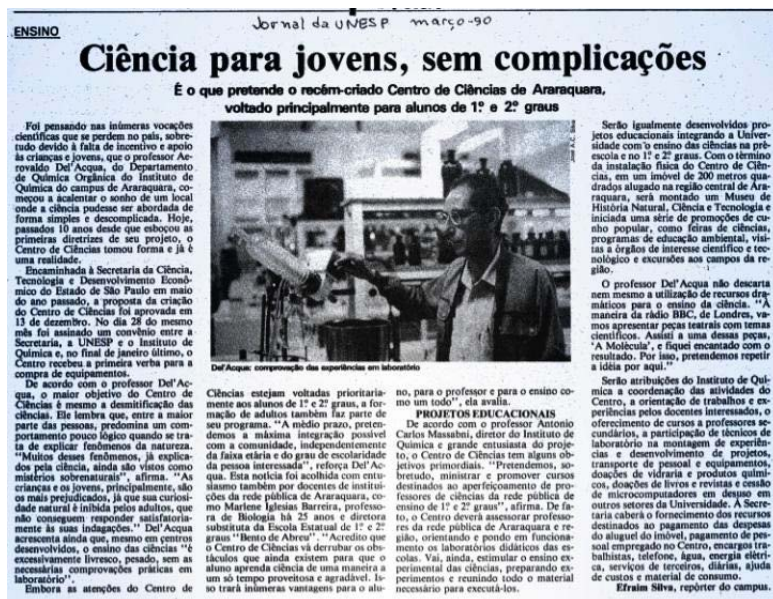 Jornal da UNESP março-90
ENSINO
Ciência para jovens, sem complicações
É o que pretende o recém-criado Centro de Ciências de Araraquara,
voltado principalmente para alunos de 1º e 2º graus
Foi pensando nas inúmeras vocações
científicas que se perdem no país, sobre-
tudo devido à falta de incentivo e apoio
às crianças e jovens, que o professor Ae-
rovaldo Del'Acqua, do Departamento
de Química Orgânica do Instituto de
Química do campus de Araraquara, co-
meçou a acalentar o sonho de um local
onde a ciência pudesse ser abordada de
forma simples e descomplicada. Hoje,
passados 10 anos desde que esboçou as
primeiras diretrizes de seu projeto, o
Centro de Ciências tomou forma e já é
uma realidade.
Encaminhada à Secretaria da Ciência,
Tecnologia e Desenvolvimento Econô-
mico do Estado de São Paulo em maio
do ano passado, a proposta da criação
do Centro de Ciências foi aprovada em
13 de dezembro. No dia 28 do mesmo
mês foi assinado um convênio entre a
Secretaria, a UNESP e o Instituto de
Química e, no final de janeiro último, o
Centro recebeu a primeira verba para a
compra de equipamentos.
De acordo com o professor Del'Ac-
qua, o maior objetivo do Centro de
Ciências é mesmo a desmitificação das
ciências. Ele lembra que, entre a maior
parte das pessoas, predomina um com-
portamento pouco lógico quando se tra-
ta de explicar fenômenos da natureza.
"Muitos desses fenômenos, já explica-
dos pela ciência, ainda são vistos como
mistérios sobrenaturais", afirma. "As
crianças e os jovens, principalmente, são
os mais prejudicados, já que sua curiosi-
dade natural é inibida pelos adultos, que
não conseguem responder satisfatoria-
mente às suas indagações." Del'Acqua
acrescenta ainda que, mesmo em centros
desenvolvidos, o ensino das ciências "é
excessivamente livresco, pesado, sem as
necessárias comprovações práticas em
laboratório".
Embora as atenções do Centro de
José A.C. Silva
Del'Acqua: comprovação das experiências em laboratório
Ciências estejam voltadas prioritaria-
mente aos alunos de 1º e 2º graus, a for-
mação de adultos também faz parte de
seu programa. "A médio prazo, preten-
demos a máxima integração possível
com a comunidade, independentemente
da faixa etária e do grau de escolaridade
da pessoa interessada", reforça Del'Ac-
qua. Esta notícia foi acolhida com entu-
siasmo também por docentes de institui-
ções da rede pública de Araraquara, co-
mo Marlene Iglesias Barreira, professo-
ra de Biologia há 25 anos e diretora
substituta da Escola Estadual de 1º e 2º
graus "Bento de Abreu". "Acredito que
o Centro de Ciências vá derrubar os obs-
táculos que ainda existem para que o
aluno aprenda ciência de uma maneira a
um só tempo proveitosa e agradável. Is-
so trará inúmeras vantagens para o alu-
no, para o professor e para o ensino co-
mo um todo", ela avalia.
PROJETOS EDUCACIONAIS
De acordo com o professor Antonio
Carlos Massabni, diretor do Instituto de
Química e grande entusiasta do proje-
to, o Centro de Ciências tem alguns ob-
jetivos primordiais. "Pretendemos, so-
bretudo, ministrar e promover cursos
destinados ao aperfeiçoamento de pro-
fessores de ciências da rede pública de
ensino de 1º e 2º graus", afirma. De fa-
to, o Centro deverá assessorar professo-
res da rede pública de Araraquara e re-
gião, orientando e pondo em funciona-
mento os laboratórios didáticos das es-
colas. Vai, ainda, estimular o ensino expe-
rimental das ciências, preparando ex-
perimentos e reunindo todo o material
necessário para executá-los.
Serão igualmente desenvolvidos pro-
jetos educacionais integrando a Univer-
sidade com o ensino das ciências na pré-
escola e no 1º e 2º graus. Com o término
da instalação física do Centro de Ciên-
cias, em um imóvel de 200 metros qua-
drados alugado na região central de Ara-
raquara, será montado um Museu de
História Natural, Ciência e Tecnologia e
iniciada uma série de promoções de cu-
nho popular, como feiras de ciências,
programas de educação ambiental, visi-
tas a órgãos de interesse científico e tec-
nológico e excursões aos campos da re-
gião.
O professor Del'Acqua não descarta
nem mesmo a utilização de recursos dra-
máticos para o ensino da ciência. "À
maneira da rádio BBC, de Londres, va-
mos apresentar peças teatrais com temas
científicos. Assisti a uma dessas peças,
'A Molécula', e fiquei encantado com o
resultado. Por isso, pretendemos repetir
a idéia por aqui."
Serão atribuições do Instituto de Quí-
mica a coordenação das atividades do
Centro, a orientação de trabalhos e ex-
periências pelos docentes interessados, o
oferecimento de cursos a professores se-
cundários, a participação de técnicos de
laboratório na montagem de experiên-
cias e desenvolvimento de projetos,
transporte de pessoal e equipamentos,
doações de vidraria e produtos quími-
cos, doações de livros e revistas e cessão
de microcomputadores em desuso em
outros setores da Universidade. À Secre-
taria caberá o fornecimento dos recursos
destinados ao pagamento das despesas
do aluguel do imóvel, pagamento de pes-
soal empregado no Centro, encargos tra-
balhistas, telefone, água, energia elétri-
ca, serviços de terceiros, diárias, ajuda
de custos e material de consumo.
Efraim Silva, repórter do campus.